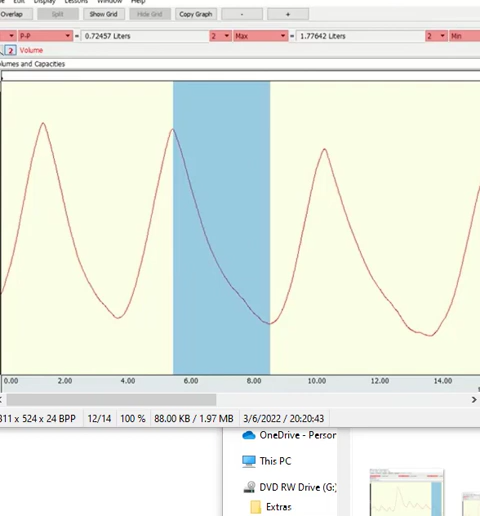 Edit Display Lessons Window Help
Overlap Split Show Grid Hide Grid Copy Graph - +
P-P = 0.72457 Liters 2 Max = 1.77642 Liters 2 Min
2 Volume
olumes and Capacities
0.00 2.00 4.00 6.00 8.00 10.00 12.00 14.00
811 x 524 x 24 BPP 12/14 100 % 88.00 KB / 1.97 MB 3/6/2022 / 20:20:43
OneDrive - Person
This PC
DVD RW Drive (G:)
Extras